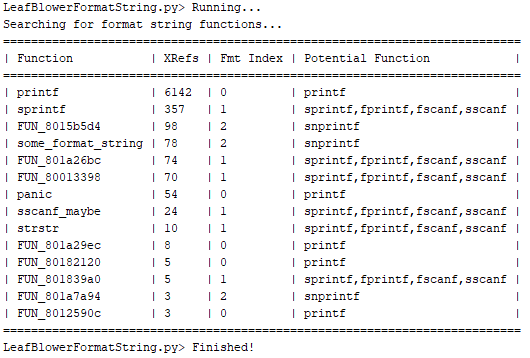 LeafBlowerFormatString.py> Running...
Searching for format string functions...
================================================================================
| Function           | XRefs | Fmt Index | Potential Function             |
================================================================================
| printf             | 6142  | 0         | printf                         |
| sprintf            | 357   | 1         | sprintf,fprintf,fscanf,sscanf  |
| FUN_8015b5d4       | 98    | 2         | snprintf                       |
| some_format_string | 78    | 2         | snprintf                       |
| FUN_801a26bc       | 74    | 1         | sprintf,fprintf,fscanf,sscanf  |
| FUN_80013398       | 70    | 1         | sprintf,fprintf,fscanf,sscanf  |
| panic              | 54    | 0         | printf                         |
| sscanf_maybe       | 24    | 1         | sprintf,fprintf,fscanf,sscanf  |
| strstr             | 10    | 1         | sprintf,fprintf,fscanf,sscanf  |
| FUN_801a29ec       | 8     | 0         | printf                         |
| FUN_80182120       | 5     | 0         | printf                         |
| FUN_801839a0       | 5     | 1         | sprintf,fprintf,fscanf,sscanf  |
| FUN_801a7a94       | 3     | 2         | snprintf                       |
| FUN_8012590c       | 3     | 0         | printf                         |
================================================================================
LeafBlowerFormatString.py> Finished!